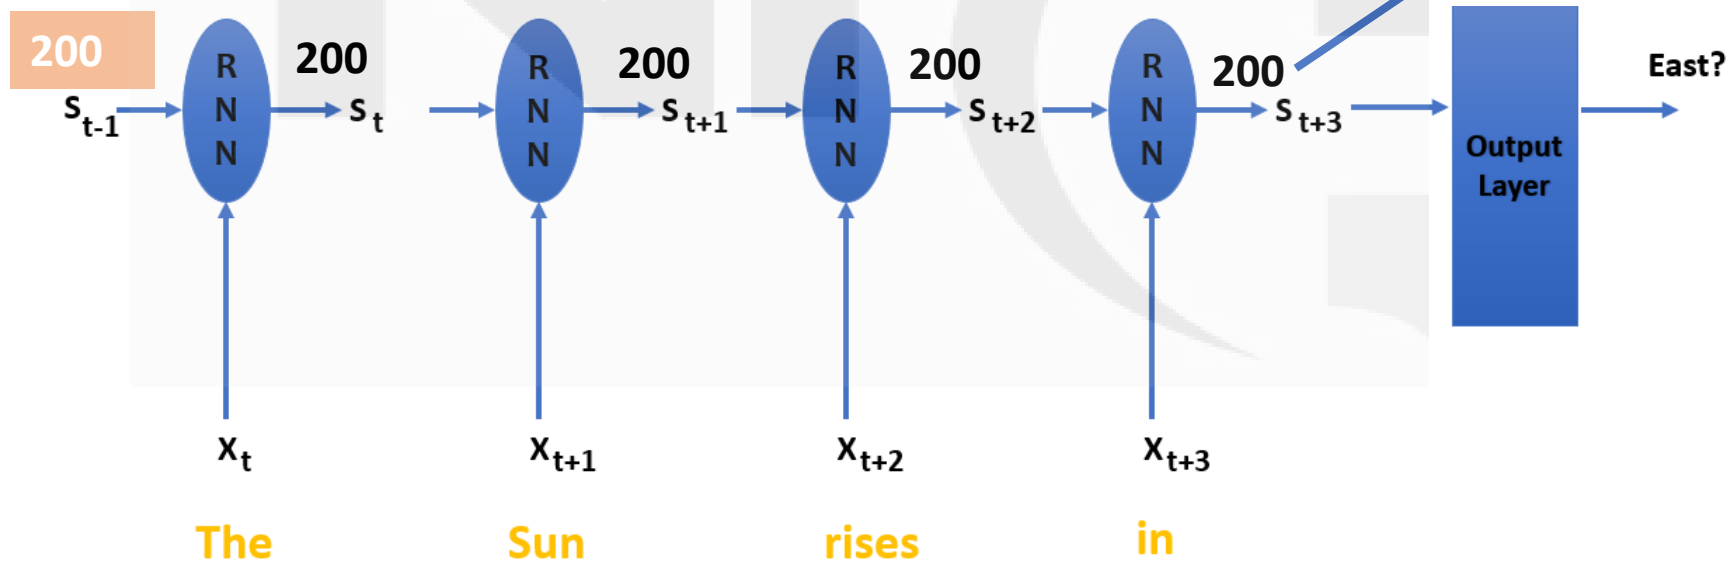 200
200
200
200
200
East?
R
N
N
R
N
N
R
N
N
R
N
N
S t-1
S t
S t+1
S t+2
S t+3
Output
Layer
X t
X t+1
X t+2
X t+3
The
Sun
rises
in